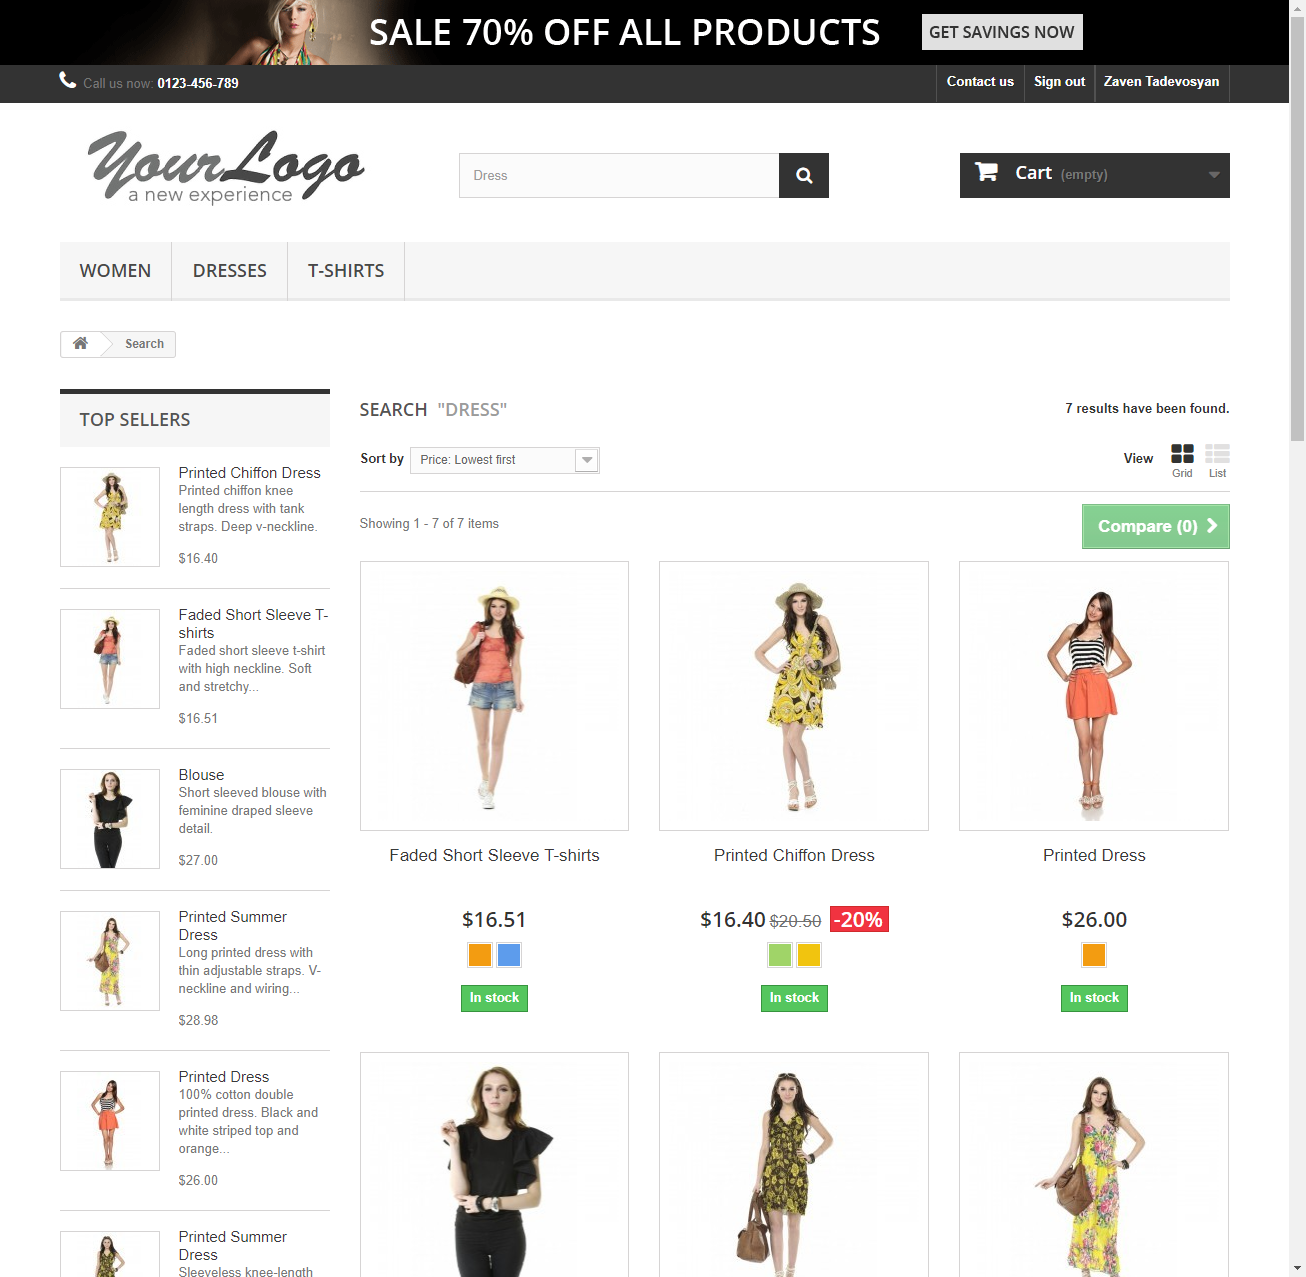 SALE 70% OFF ALL PRODUCTS
GET SAVINGS NOW
Call us now: 0123-456-789
Contact us
Sign out
Zaven Tadevosyan
YourLogo
a new experience
Dress
Cart (empty)
WOMEN
DRESSES
T-SHIRTS
Search
TOP SELLERS
Printed Chiffon Dress
Printed chiffon knee
length dress with tank
straps. Deep v-neckline.
$16.40
Faded Short Sleeve T-
shirts
Faded short sleeve t-shirt
with high neckline. Soft
and stretchy...
$16.51
Blouse
Short sleeved blouse with
feminine draped sleeve
detail.
$27.00
Printed Summer
Dress
Long printed dress with
thin adjustable straps. V-
neckline and wiring...
$28.98
Printed Dress
100% cotton double
printed dress. Black and
white striped top and
orange...
$26.00
Printed Summer
Dress
Sleeveless knee-length
SEARCH "DRESS"
7 results have been found.
Sort by
Price: Lowest first
View
Grid
List
Showing 1 - 7 of 7 items
Compare (0)
Faded Short Sleeve T-shirts
$16.51
In stock
Printed Chiffon Dress
$16.40 $20.50 -20%
In stock
Printed Dress
$26.00
In stock